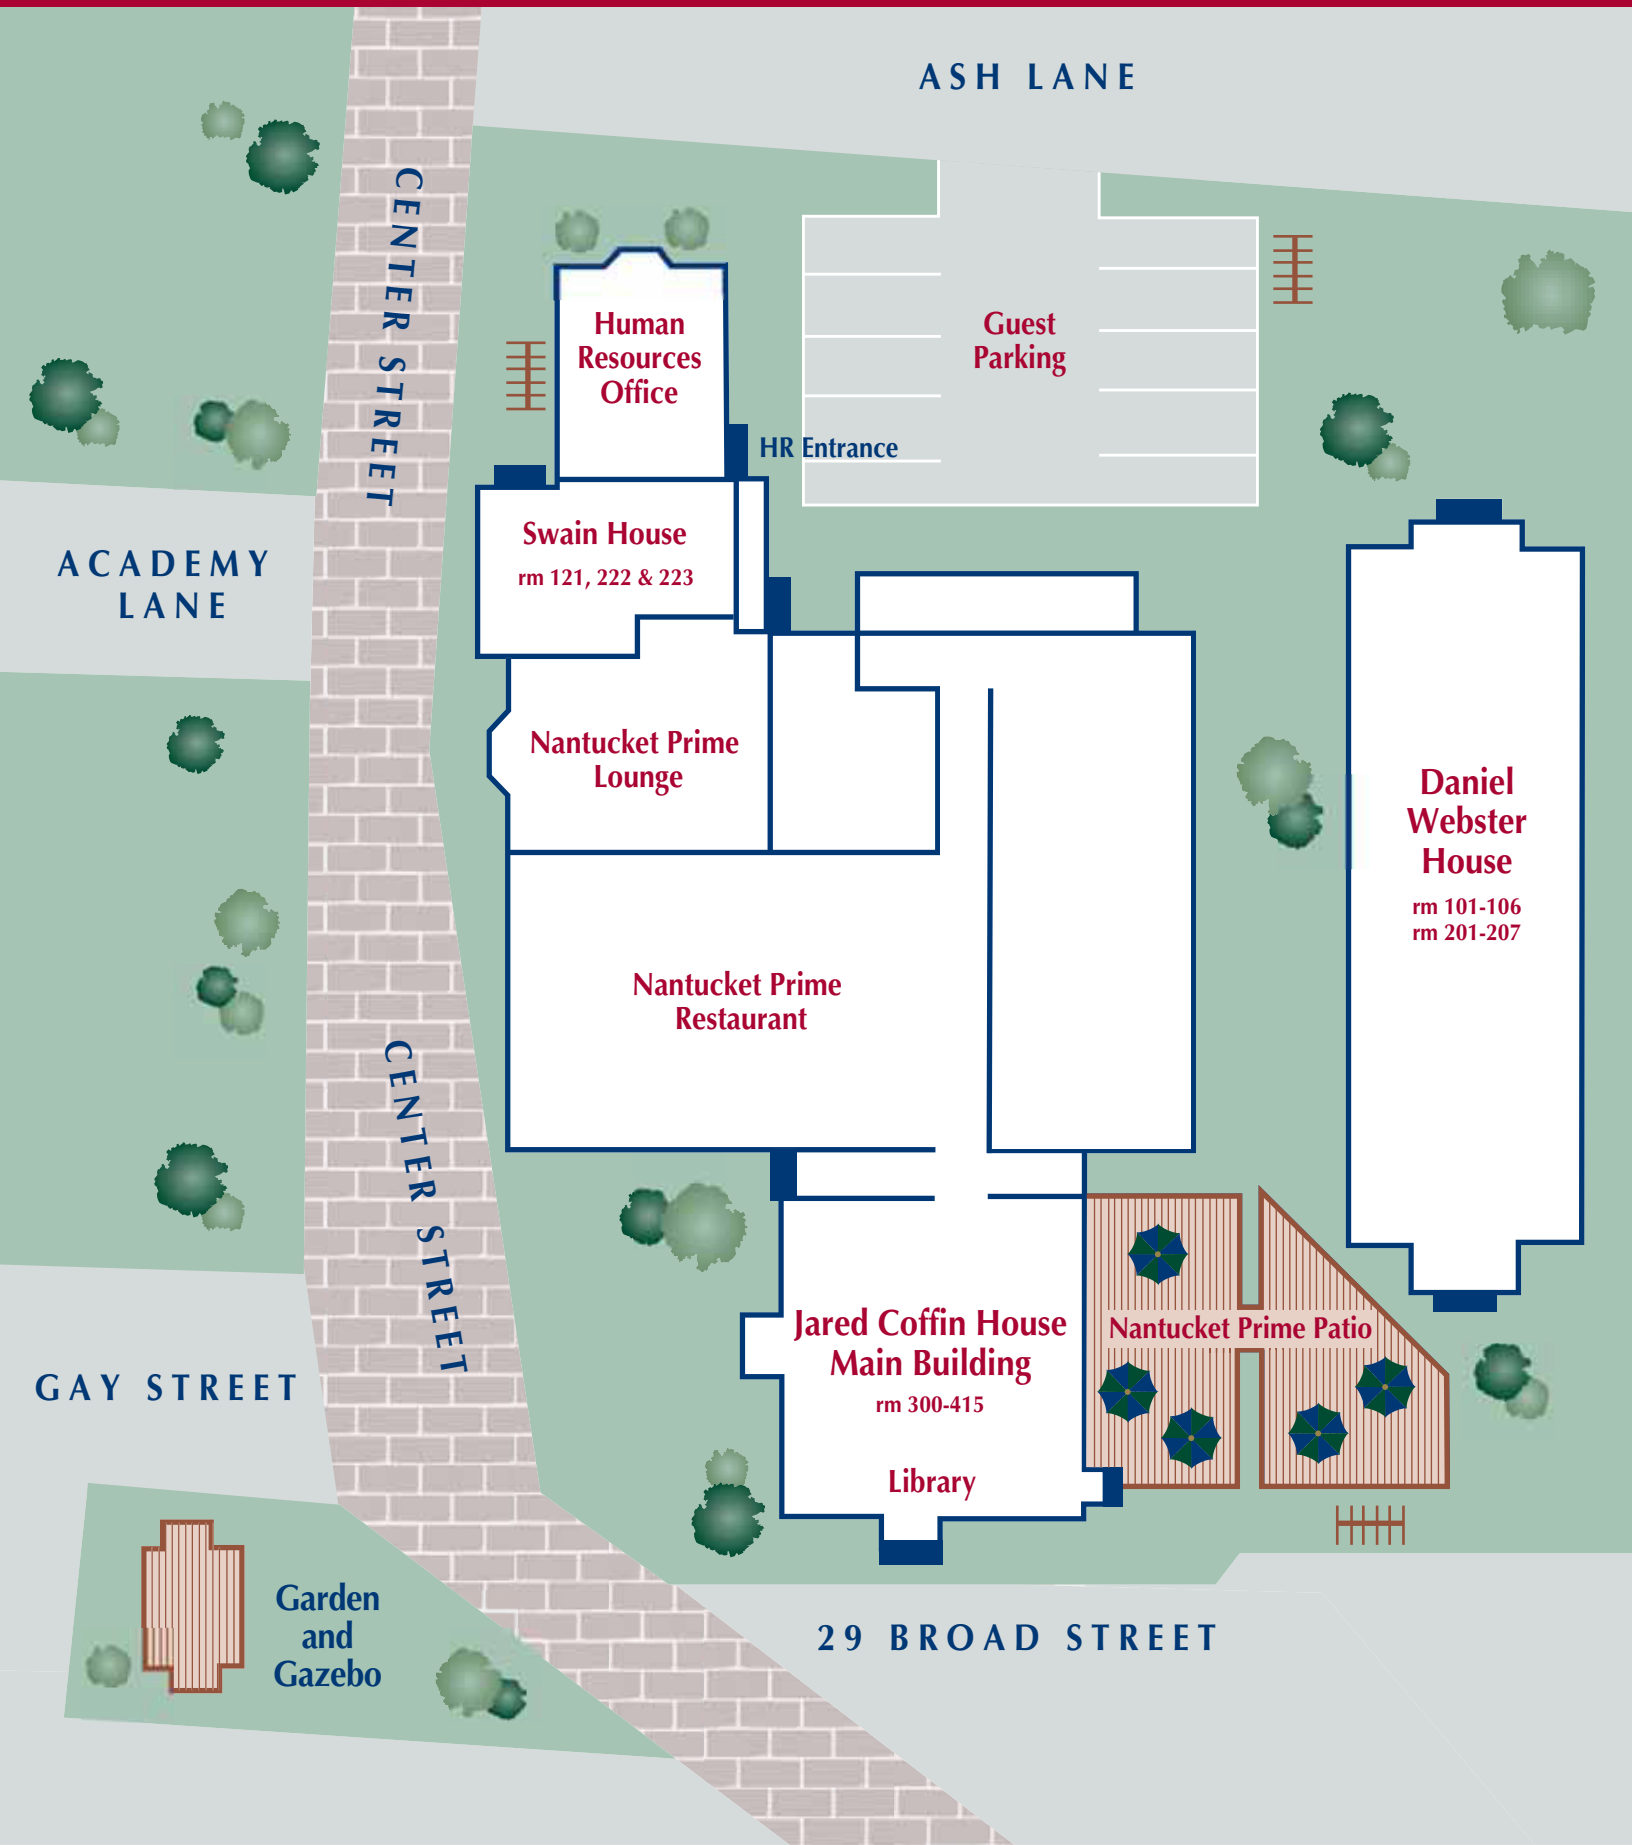 ASH LANE
CENTER STREET
Human
Resources
Office
Guest
Parking
HR Entrance
Swain House
rm 121, 222 & 223
ACADEMY
LANE
Nantucket Prime
Lounge
Daniel
Webster
House
rm 101-106
rm 201-207
Nantucket Prime
Restaurant
CENTER STREET
Jared Coffin House
Main Building
rm 300-415
Library
Nantucket Prime Patio
GAY STREET
Garden
and
Gazebo
29 BROAD STREET